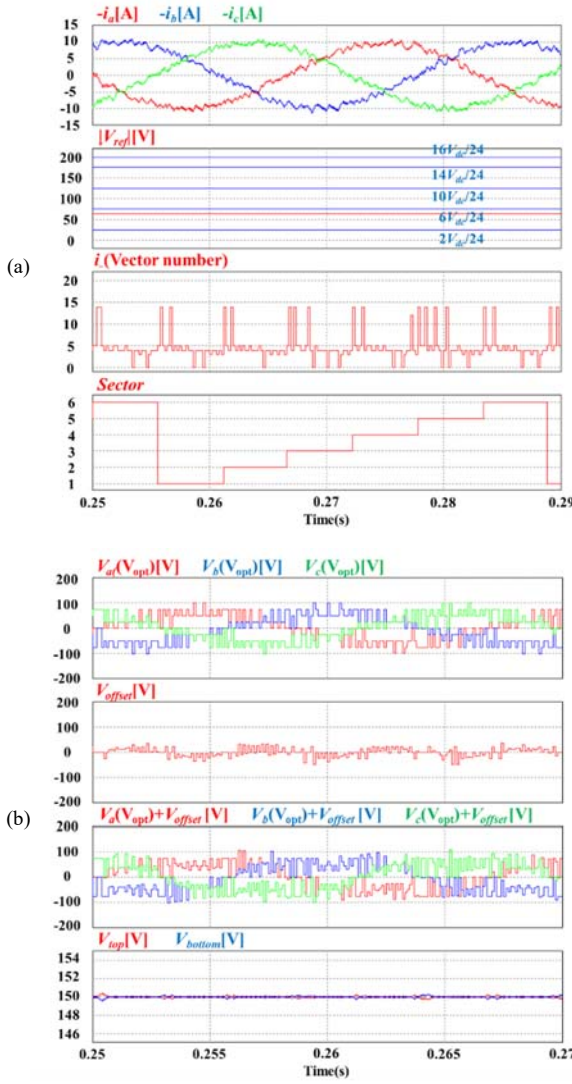 -ia[A] -ib[A] -ic[A]
15
10
5
0
-5
-10
-15
|Vref|[V]
200
150
100
50
0
16Vdc/24
14Vdc/24
10Vdc/24
6Vdc/24
2Vdc/24
(a)
i.(Vector number)
20
15
10
5
0
Sector
6
5
4
3
2
1
0.25 0.26 0.27 0.28 0.29
Time(s)
Va(Vopt)[V] Vb(Vopt)[V] Vc(Vopt)[V]
200
100
0
-100
-200
Voffset[V]
200
100
0
-100
-200
(b)
Va(Vopt)+Voffset [V] Vb(Vopt)+Voffset [V] Vc(Vopt)+Voffset [V]
200
100
0
-100
-200
Vtop[V] Vbottom[V]
154
152
150
148
146
0.25 0.255 0.26 0.265 0.27
Time(s)